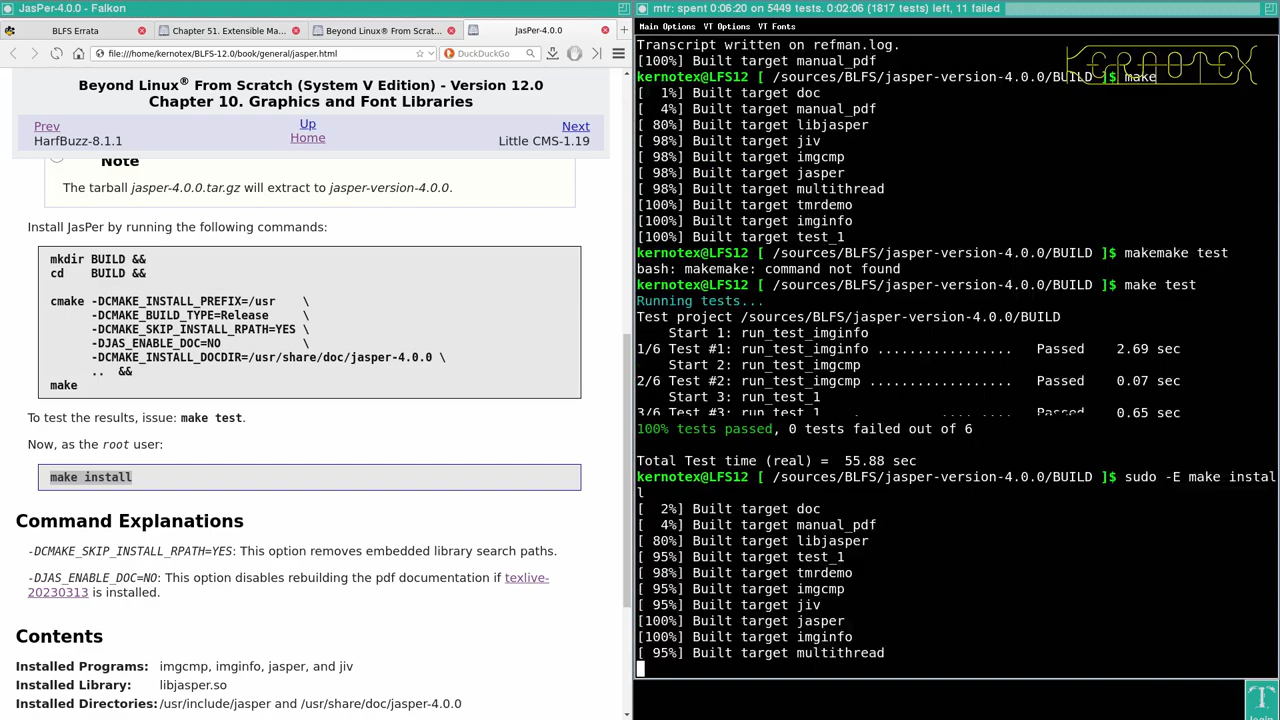 JasPer-4.0.0 - Falkon
BLFS Errata
Chapter 51. Extensible Ma
Beyond Linux® From Scrat
JasPer-4.0.0
file:///home/kernotex/BLFS-12.0/book/general/jasper.html
DuckDuckGo
Beyond Linux® From Scratch (System V Edition) - Version 12.0
Chapter 10. Graphics and Font Libraries
Prev
Up
Next
HarfBuzz-8.1.1
Home
Little CMS-1.19
Note
The tarball jasper-4.0.0.tar.gz will extract to jasper-version-4.0.0.
Install JasPer by running the following commands:
mkdir BUILD &&
cd    BUILD &&
cmake -DCMAKE_INSTALL_PREFIX=/usr    \
-DCMAKE_BUILD_TYPE=Release     \
-DCMAKE_SKIP_INSTALL_RPATH=YES \
-DJAS_ENABLE_DOC=NO            \
-DCMAKE_INSTALL_DOCDIR=/usr/share/doc/jasper-4.0.0 \
..  &&
make
To test the results, issue: make test.
Now, as the root user:
make install
Command Explanations
-DCMAKE_SKIP_INSTALL_RPATH=YES: This option removes embedded library search paths.
-DJAS_ENABLE_DOC=NO: This option disables rebuilding the pdf documentation if texlive-
20230313 is installed.
Contents
Installed Programs: imgcmp, imginfo, jasper, and jiv
Installed Library: libjasper.so
Installed Directories: /usr/include/jasper and /usr/share/doc/jasper-4.0.0
mtr: spent 0:06:20 on 5449 tests. 0:02:06 (1817 tests) left, 11 failed
Main Options  VT Options  VT Fonts
KERNOTEX
Transcript written on refman.log.
[100%] Built target manual_pdf
kernotex@LFS12 [ /sources/BLFS/jasper-version-4.0.0/BUILD ]$ make
[  1%] Built target doc
[  4%] Built target manual_pdf
[ 80%] Built target libjasper
[ 98%] Built target jiv
[ 98%] Built target imgcmp
[ 98%] Built target jasper
[ 98%] Built target multithread
[100%] Built target tmrdemo
[100%] Built target imginfo
[100%] Built target test_1
kernotex@LFS12 [ /sources/BLFS/jasper-version-4.0.0/BUILD ]$ makemake test
bash: makemake: command not found
kernotex@LFS12 [ /sources/BLFS/jasper-version-4.0.0/BUILD ]$ make test
Running tests...
Test project /sources/BLFS/jasper-version-4.0.0/BUILD
Start 1: run_test_imginfo
1/6 Test #1: run_test_imginfo .................   Passed    2.69 sec
Start 2: run_test_imgcmp
2/6 Test #2: run_test_imgcmp ..................   Passed    0.07 sec
Start 3: run_test_1
3/6 Test #3: run_test_1 Passed    0.65 sec
100% tests passed, 0 tests failed out of 6
Total Test time (real) =  55.88 sec
kernotex@LFS12 [ /sources/BLFS/jasper-version-4.0.0/BUILD ]$ sudo -E make instal
l
[  2%] Built target doc
[  4%] Built target manual_pdf
[ 80%] Built target libjasper
[ 95%] Built target test_1
[ 98%] Built target tmrdemo
[ 95%] Built target imgcmp
[ 95%] Built target jiv
[100%] Built target jasper
[100%] Built target imginfo
[ 95%] Built target multithread